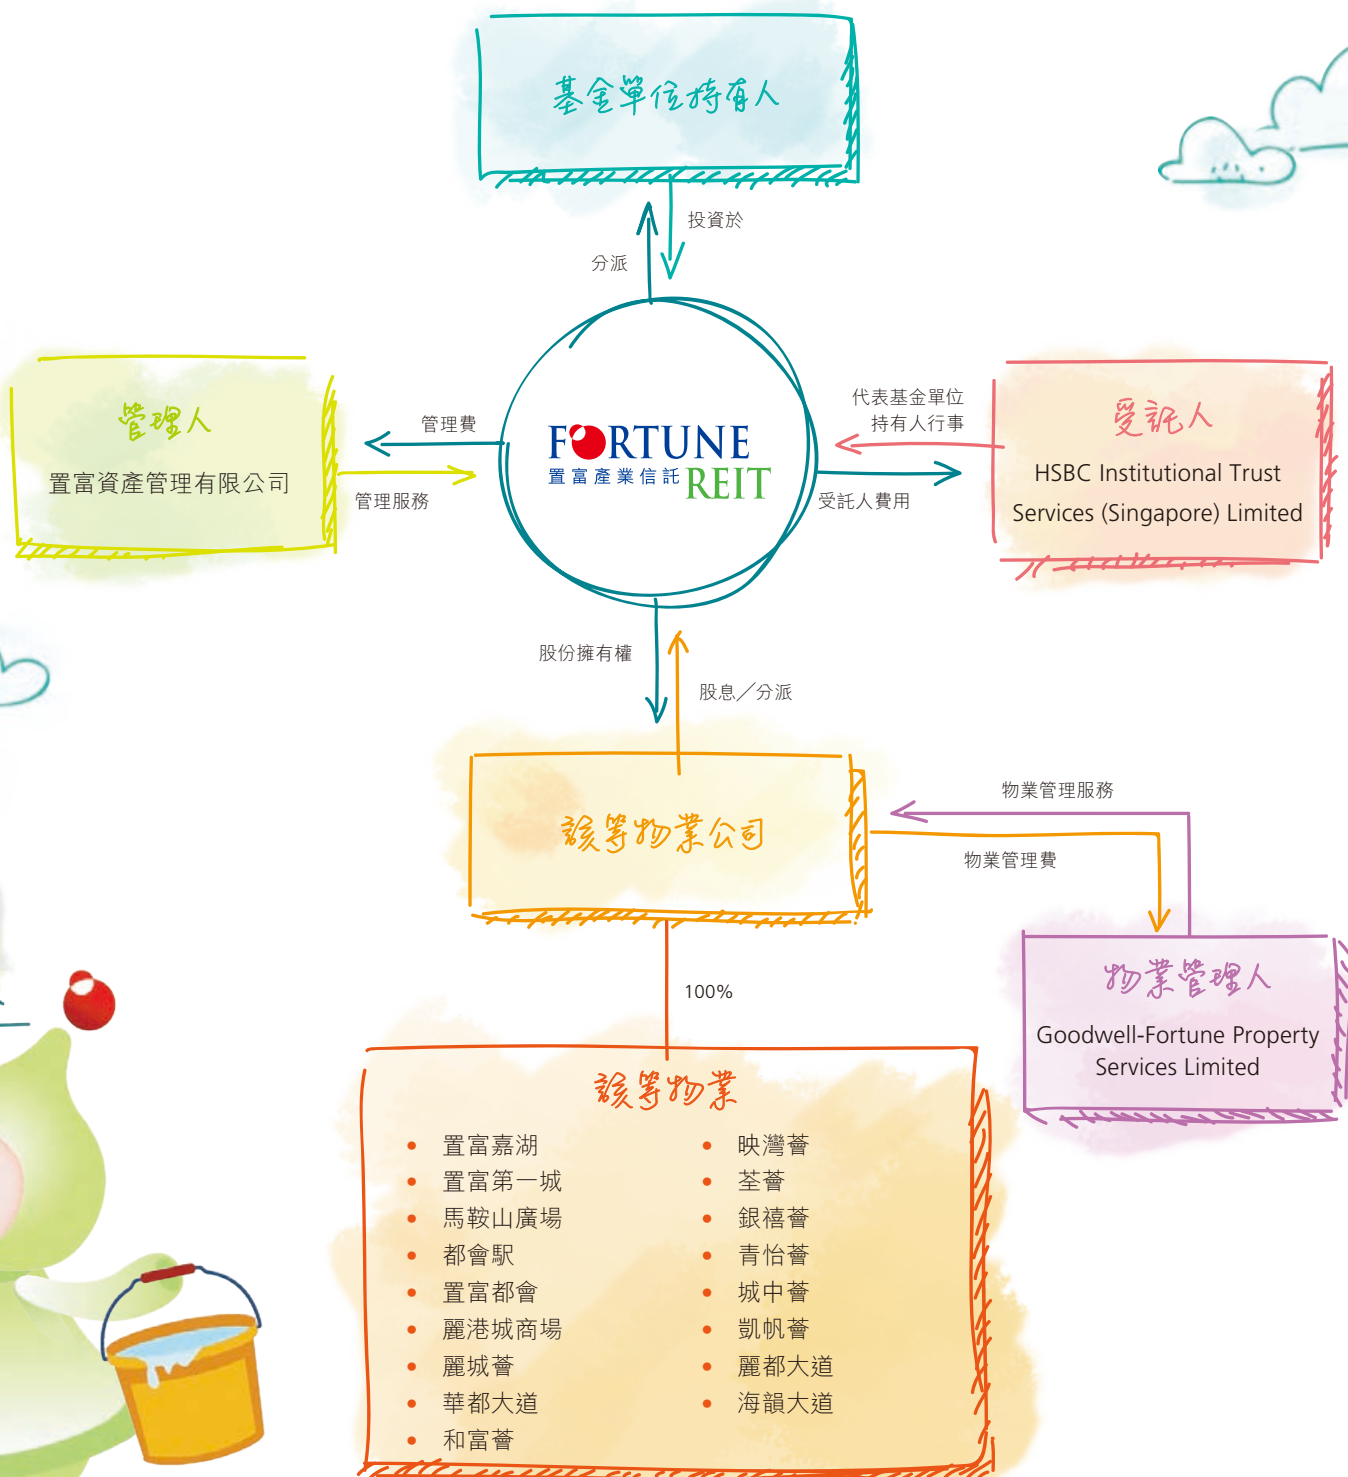 基金單位持有人
投資於
分派
管理人
置富資產管理有限公司
管理費
管理服務
FORTUNE
置富產業信託 REIT
代表基金單位
持有人行事
受託人費用
受託人
HSBC Institutional Trust
Services (Singapore) Limited
股份擁有權
股息／分派
該等物業公司
物業管理服務
物業管理費
物業管理人
Goodwell-Fortune Property
Services Limited
100%
該等物業
• 置富嘉湖
• 置富第一城
• 馬鞍山廣場
• 都會駅
• 置富都會
• 麗港城商場
• 麗城薈
• 華都大道
• 和富薈
• 映灣薈
• 荃薈
• 銀禧薈
• 青怡薈
• 城中薈
• 凱帆薈
• 麗都大道
• 海韻大道